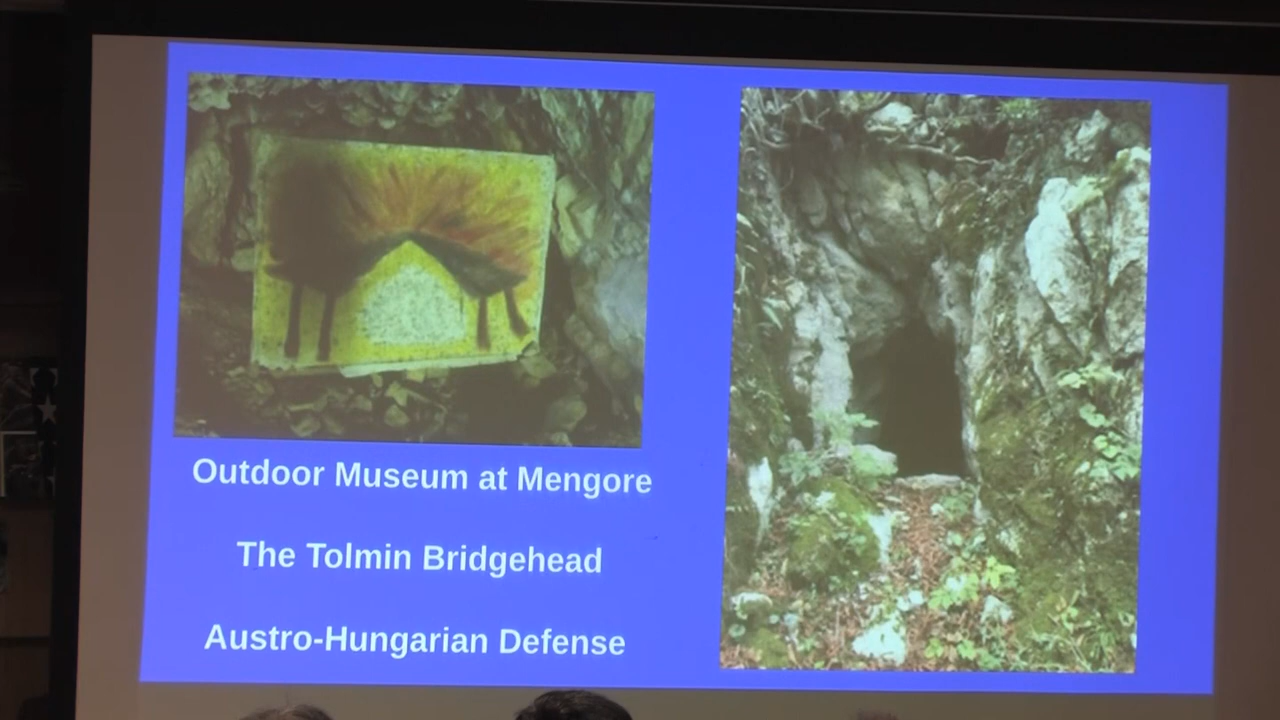 Outdoor Museum at Mengore
The Tolmin Bridgehead
Austro-Hungarian Defense